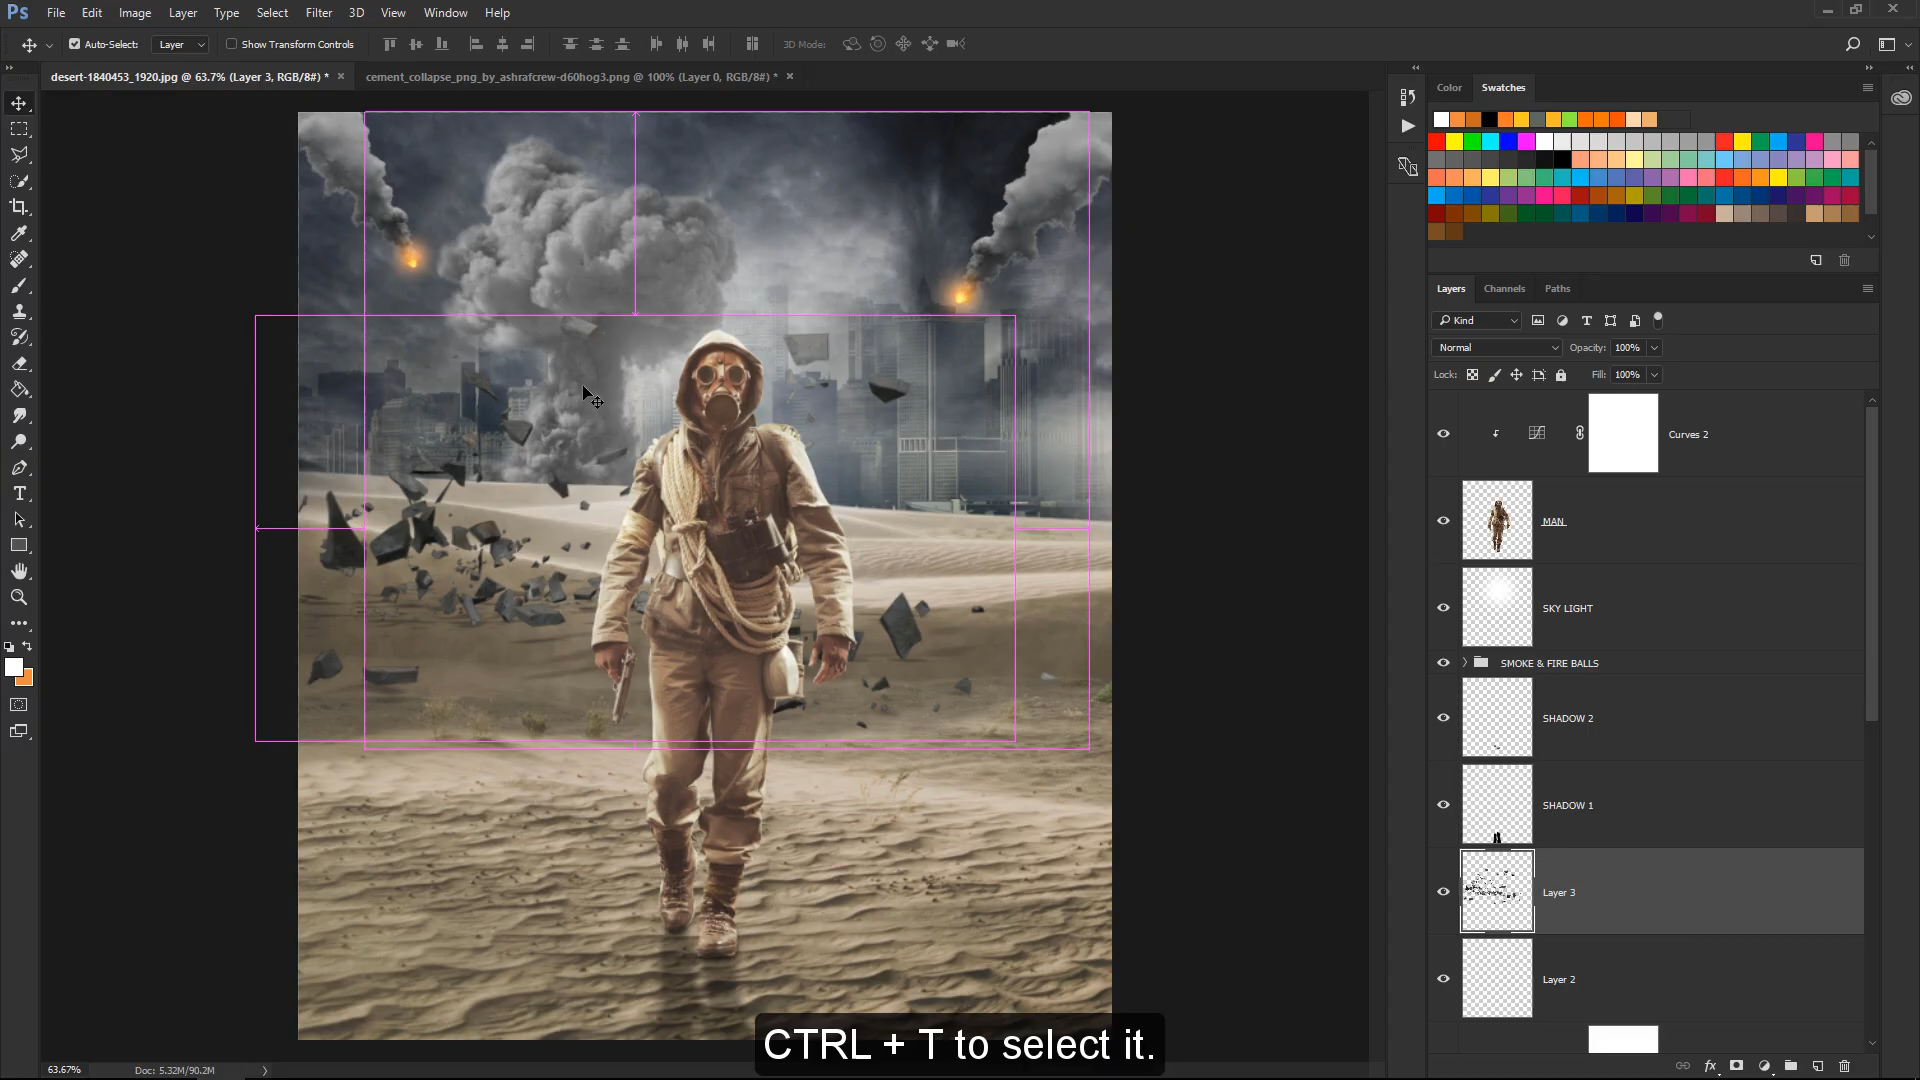 Ps File Edit Image Layer Type Select Filter 3D View Window Help
Auto-Select: Layer Show Transform Controls 3D Mode:
desert-1840453_1920.jpg @ 63.7% (Layer 3, RGB/8#) * × cement_collapse_png_by_ashrafcrew-d60hog3.png @ 100% (Layer 0, RGB/8#) * ×
Color Swatches
Layers Channels Paths
Kind
Normal Opacity: 100%
Lock: Fill: 100%
Curves 2
MAN
SKY LIGHT
SMOKE & FIRE BALLS
SHADOW 2
SHADOW 1
Layer 3
Layer 2
CTRL + T to select it.
63.67% Doc: 5.32M/90.2M